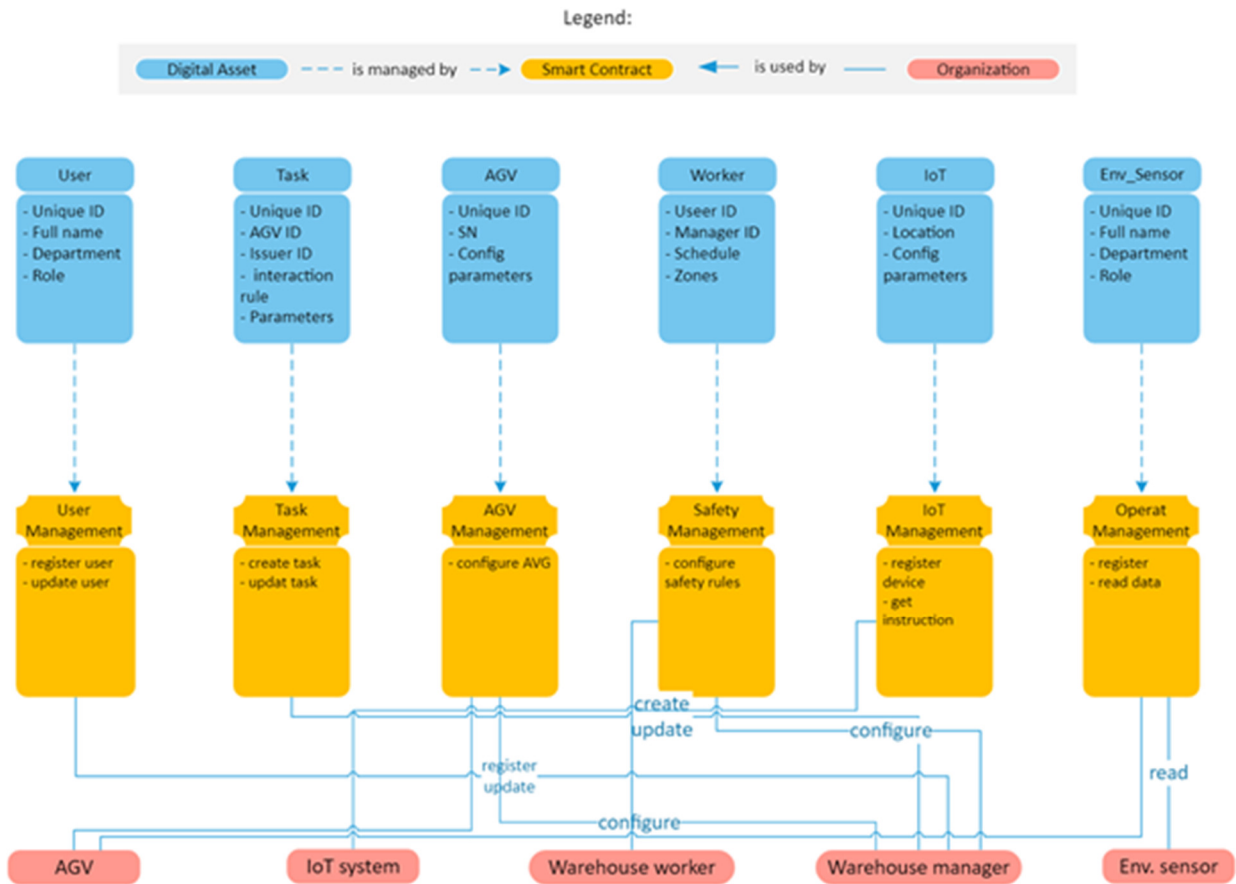 Legend:
Digital Asset
is managed by
Smart Contract
is used by
Organization
User
- Unique ID
- Full name
- Department
- Role
Task
- Unique ID
- AGV ID
- Issuer ID
- interaction
rule
- Parameters
AGV
- Unique ID
- SN
- Config
parameters
Worker
- Useer ID
- Manager ID
- Schedule
- Zones
IoT
- Unique ID
- Location
- Config
parameters
Env_Sensor
- Unique ID
- Full name
- Department
- Role
User
Management
- register user
- update user
Task
Management
- create task
- updat task
AGV
Management
- configure AVG
Safety
Management
- configure
safety rules
IoT
Management
- register
device
- get
instruction
Operat
Management
- register
- read data
create
update
configure
register
update
read
configure
AGV
IoT system
Warehouse worker
Warehouse manager
Env. sensor